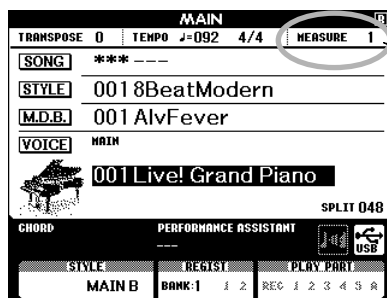 MAIN
TRANSPOSE 0 TEMPO ♩=092 4/4 MEASURE 1
SONG *** ---
STYLE 001 8BeatModern
M.D.B. 001 AlvFever
VOICE MAIN
001 Live! Grand Piano
SPLIT 048
CHORD PERFORMANCE ASSISTANT
---
USB
STYLE REGIST PLAY PART
MAIN B BANK:1 1 2 REC 1 2 3 4 5 A